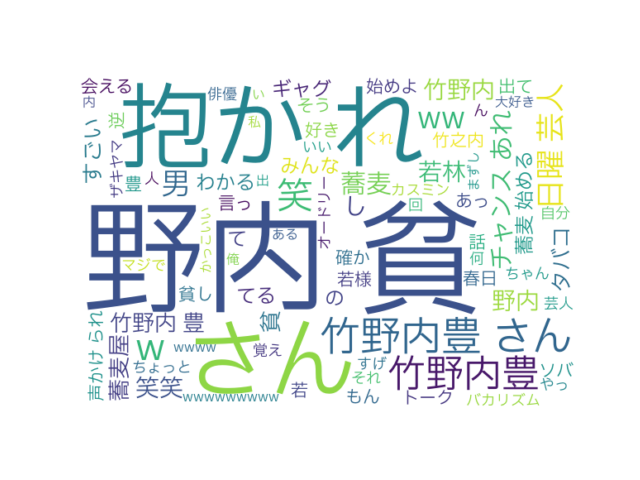 会える
俳優
ギャグ
始めよ
竹野内
出て
内
抱かれ
い
そう
ww
ん
大好き
芸人
逆
私
好き
くれ
竹之内
すごい
いい
あれ
ザキヤマ
みんな
若林
日曜
豊
人
男
わかる
出
笑
蕎麦
カスミン
まずし
チャンス
始める
言っ
オードリー
し
回
あっ
蕎麦
自分
野内
貧
かっこいい
ある
て
の
確か
話
タバコ
マジで
俺
若様
春日
何
ちゃん
貧し
てる
野内
芸人
声かけ
られ
竹野内 豊
貧
さん
竹野内豊 さん
蕎麦屋
w
wwww
覚え
竹野内豊
すげ
ソバ
ちょっと
それ
やっ
笑笑
wwwwwwwww
若
もん
トーク
バカリズム